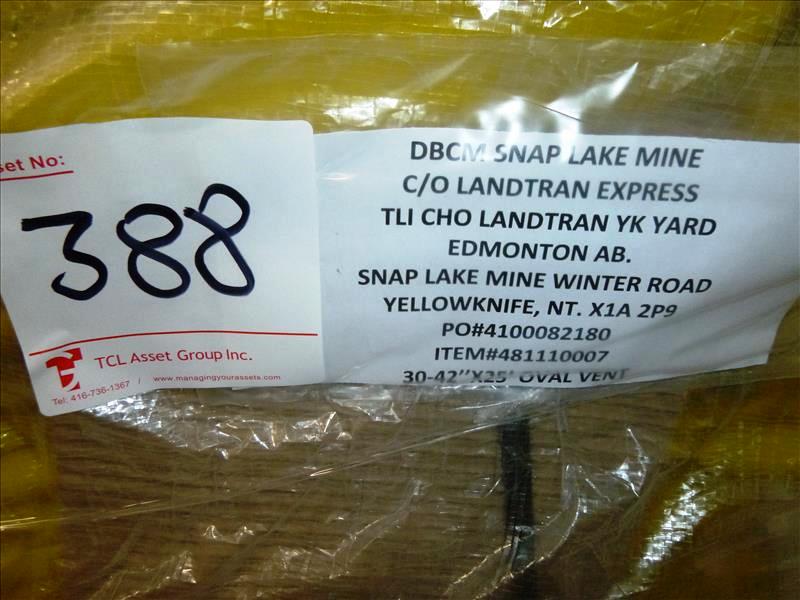 set No:
388
TCL Asset Group Inc.
Tel: 416-736-1367 / www.managingyourassets.com
DBCM SNAP LAKE MINE
C/O LANDTRAN EXPRESS
TLI CHO LANDTRAN YK YARD
EDMONTON AB.
SNAP LAKE MINE WINTER ROAD
YELLOWKNIFE, NT. X1A 2P9
PO#4100082180
ITEM#481110007
30-42"X25' OVAL VENT